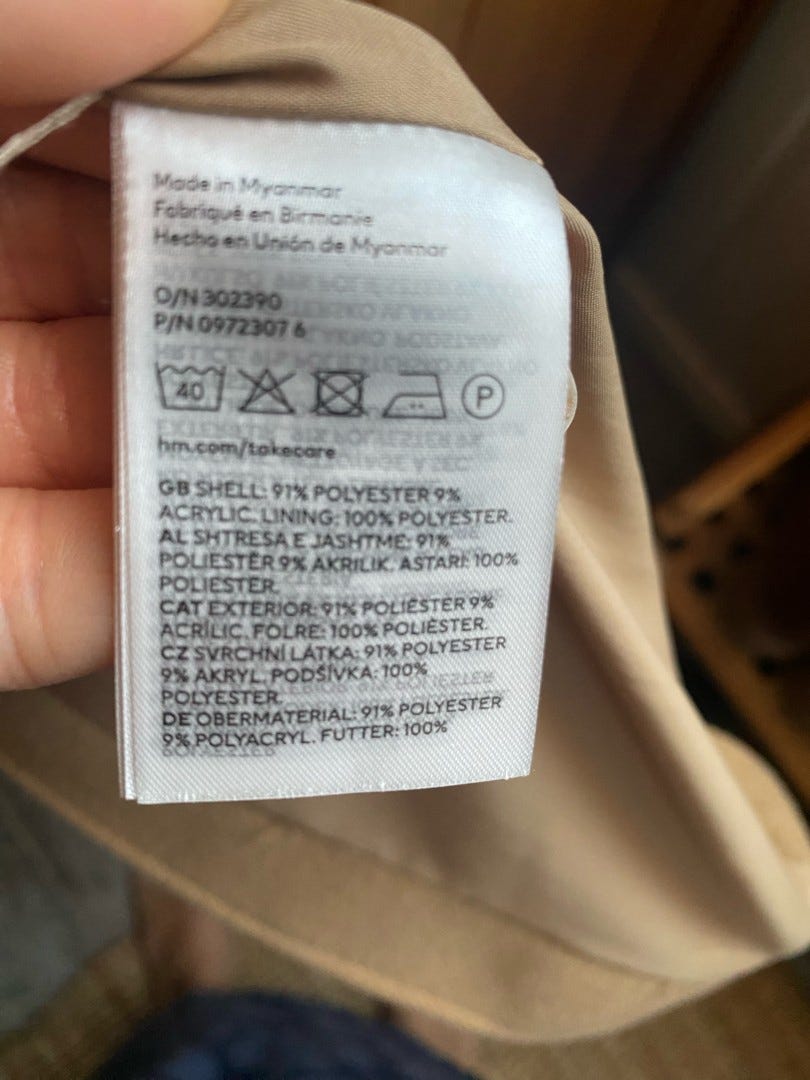 Made in Myanmar
Fabriqué en Birmanie
Hecho en Unión de Myanmar
O/N 302390
P/N 0972307 6
40
P
hm.com/takecare
GB SHELL: 91% POLYESTER 9%
ACRYLIC. LINING: 100% POLYESTER.
AL SHTRESA E JASHTME: 91%
POLIESTËR 9% AKRILIK. ASTARI: 100%
POLIESTËR.
CAT EXTERIOR: 91% POLIÈSTER 9%
ACRÍLIC. FOLRE: 100% POLIÈSTER.
CZ SVRCHNÍ LÁTKA: 91% POLYESTER
9% AKRYL. PODŠÍVKA: 100%
POLYESTER.
DE OBERMATERIAL: 91% POLYESTER
9% POLYACRYL. FUTTER: 100%